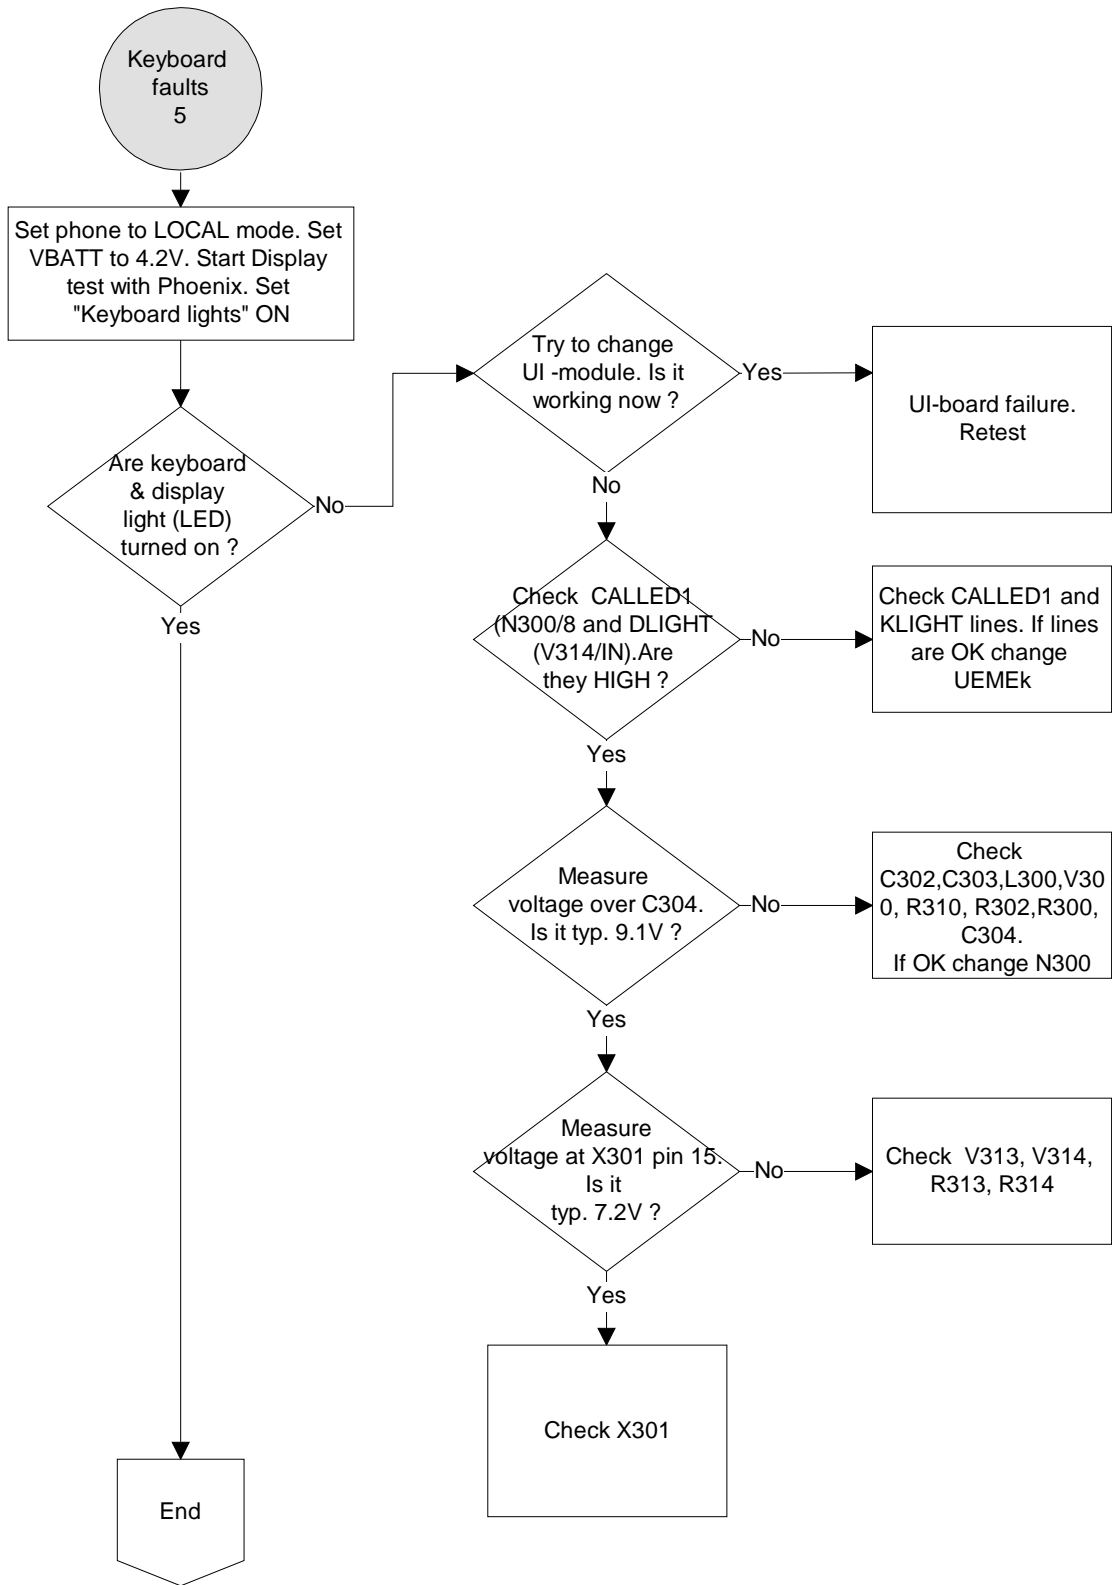 Keyboard
faults
5
Set phone to LOCAL mode. Set
VBATT to 4.2V. Start Display
test with Phoenix. Set
"Keyboard lights" ON
Are keyboard
& display
light (LED)
turned on ?
No
Yes
End
Try to change
UI -module. Is it
working now ?
Yes
UI-board failure.
Retest
No
Check CALLED1
(N300/8 and DLIGHT
(V314/IN).Are
they HIGH ?
No
Check CALLED1 and
KLIGHT lines. If lines
are OK change
UEMEk
Yes
Measure
voltage over C304.
Is it typ. 9.1V ?
No
Check
C302,C303,L300,V30
0, R310, R302,R300,
C304.
If OK change N300
Yes
Measure
voltage at X301 pin 15.
Is it
typ. 7.2V ?
No
Check V313, V314,
R313, R314
Yes
Check X301